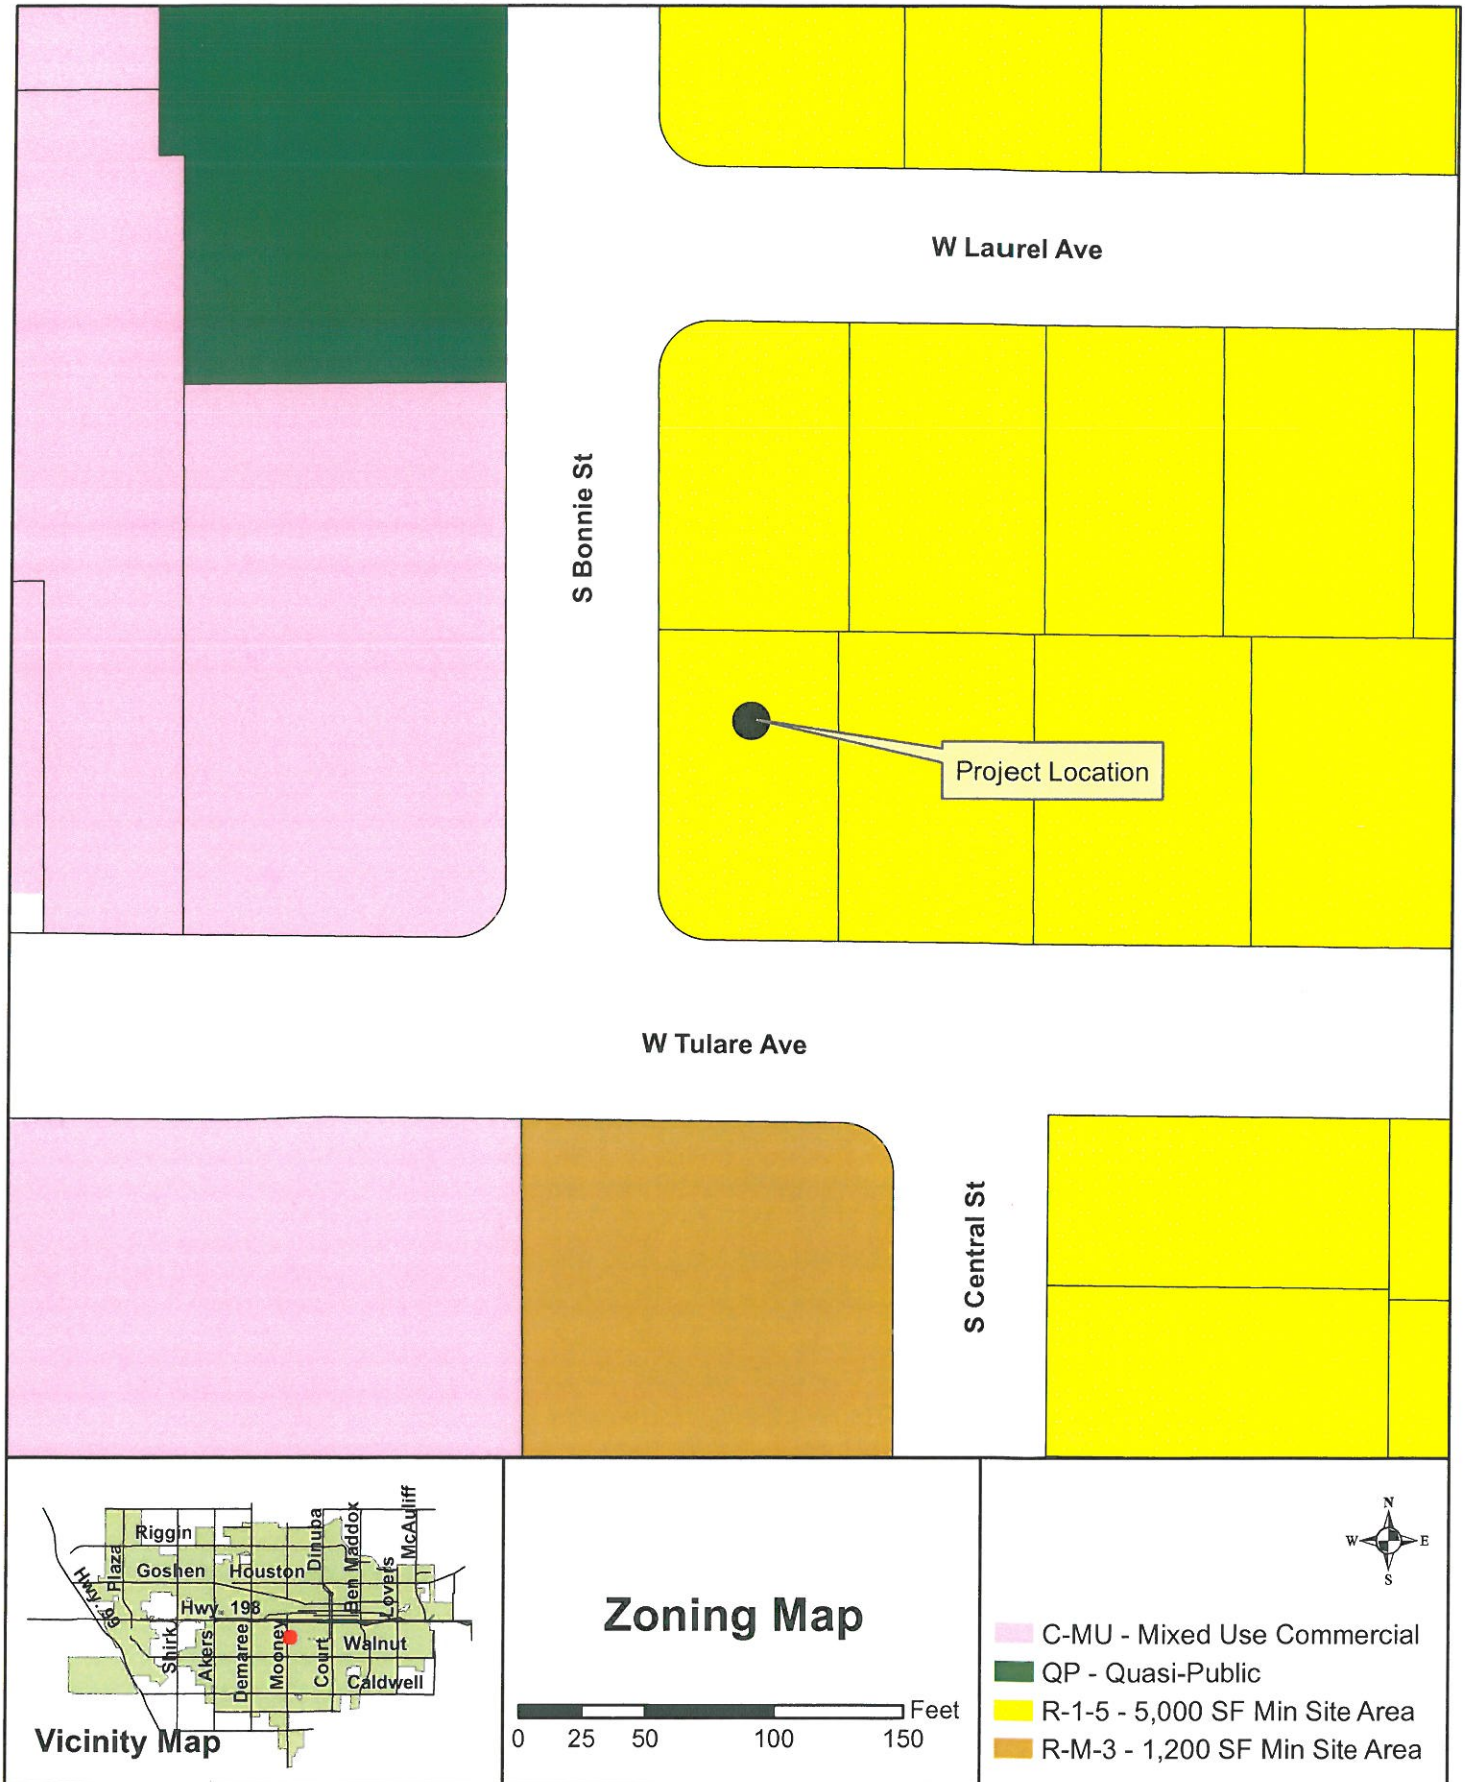 W Laurel Ave
S Bonnie St
Project Location
W Tulare Ave
S Central St
Riggin
Plaza
Goshen
Houston
Dinuba
Ben Maddox
McAuliff
Lovers
Hwy. 99
Hwy. 198
Shirk
Akers
Demaree
Mooney
Court
Walnut
Caldwell
Vicinity Map
Zoning Map
Feet
0 25 50 100 150
N
W E
S
C-MU - Mixed Use Commercial
QP - Quasi-Public
R-1-5 - 5,000 SF Min Site Area
R-M-3 - 1,200 SF Min Site Area